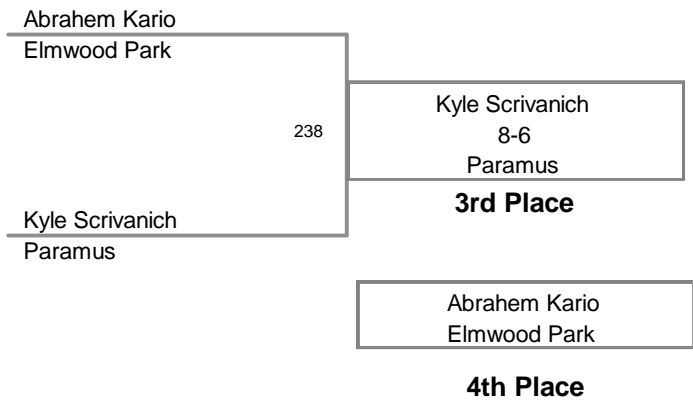 Abrahem Kario
Elmwood Park
238
Kyle Scrivanich
8-6
Paramus
3rd Place
Kyle Scrivanich
Paramus
Abrahem Kario
Elmwood Park
4th Place